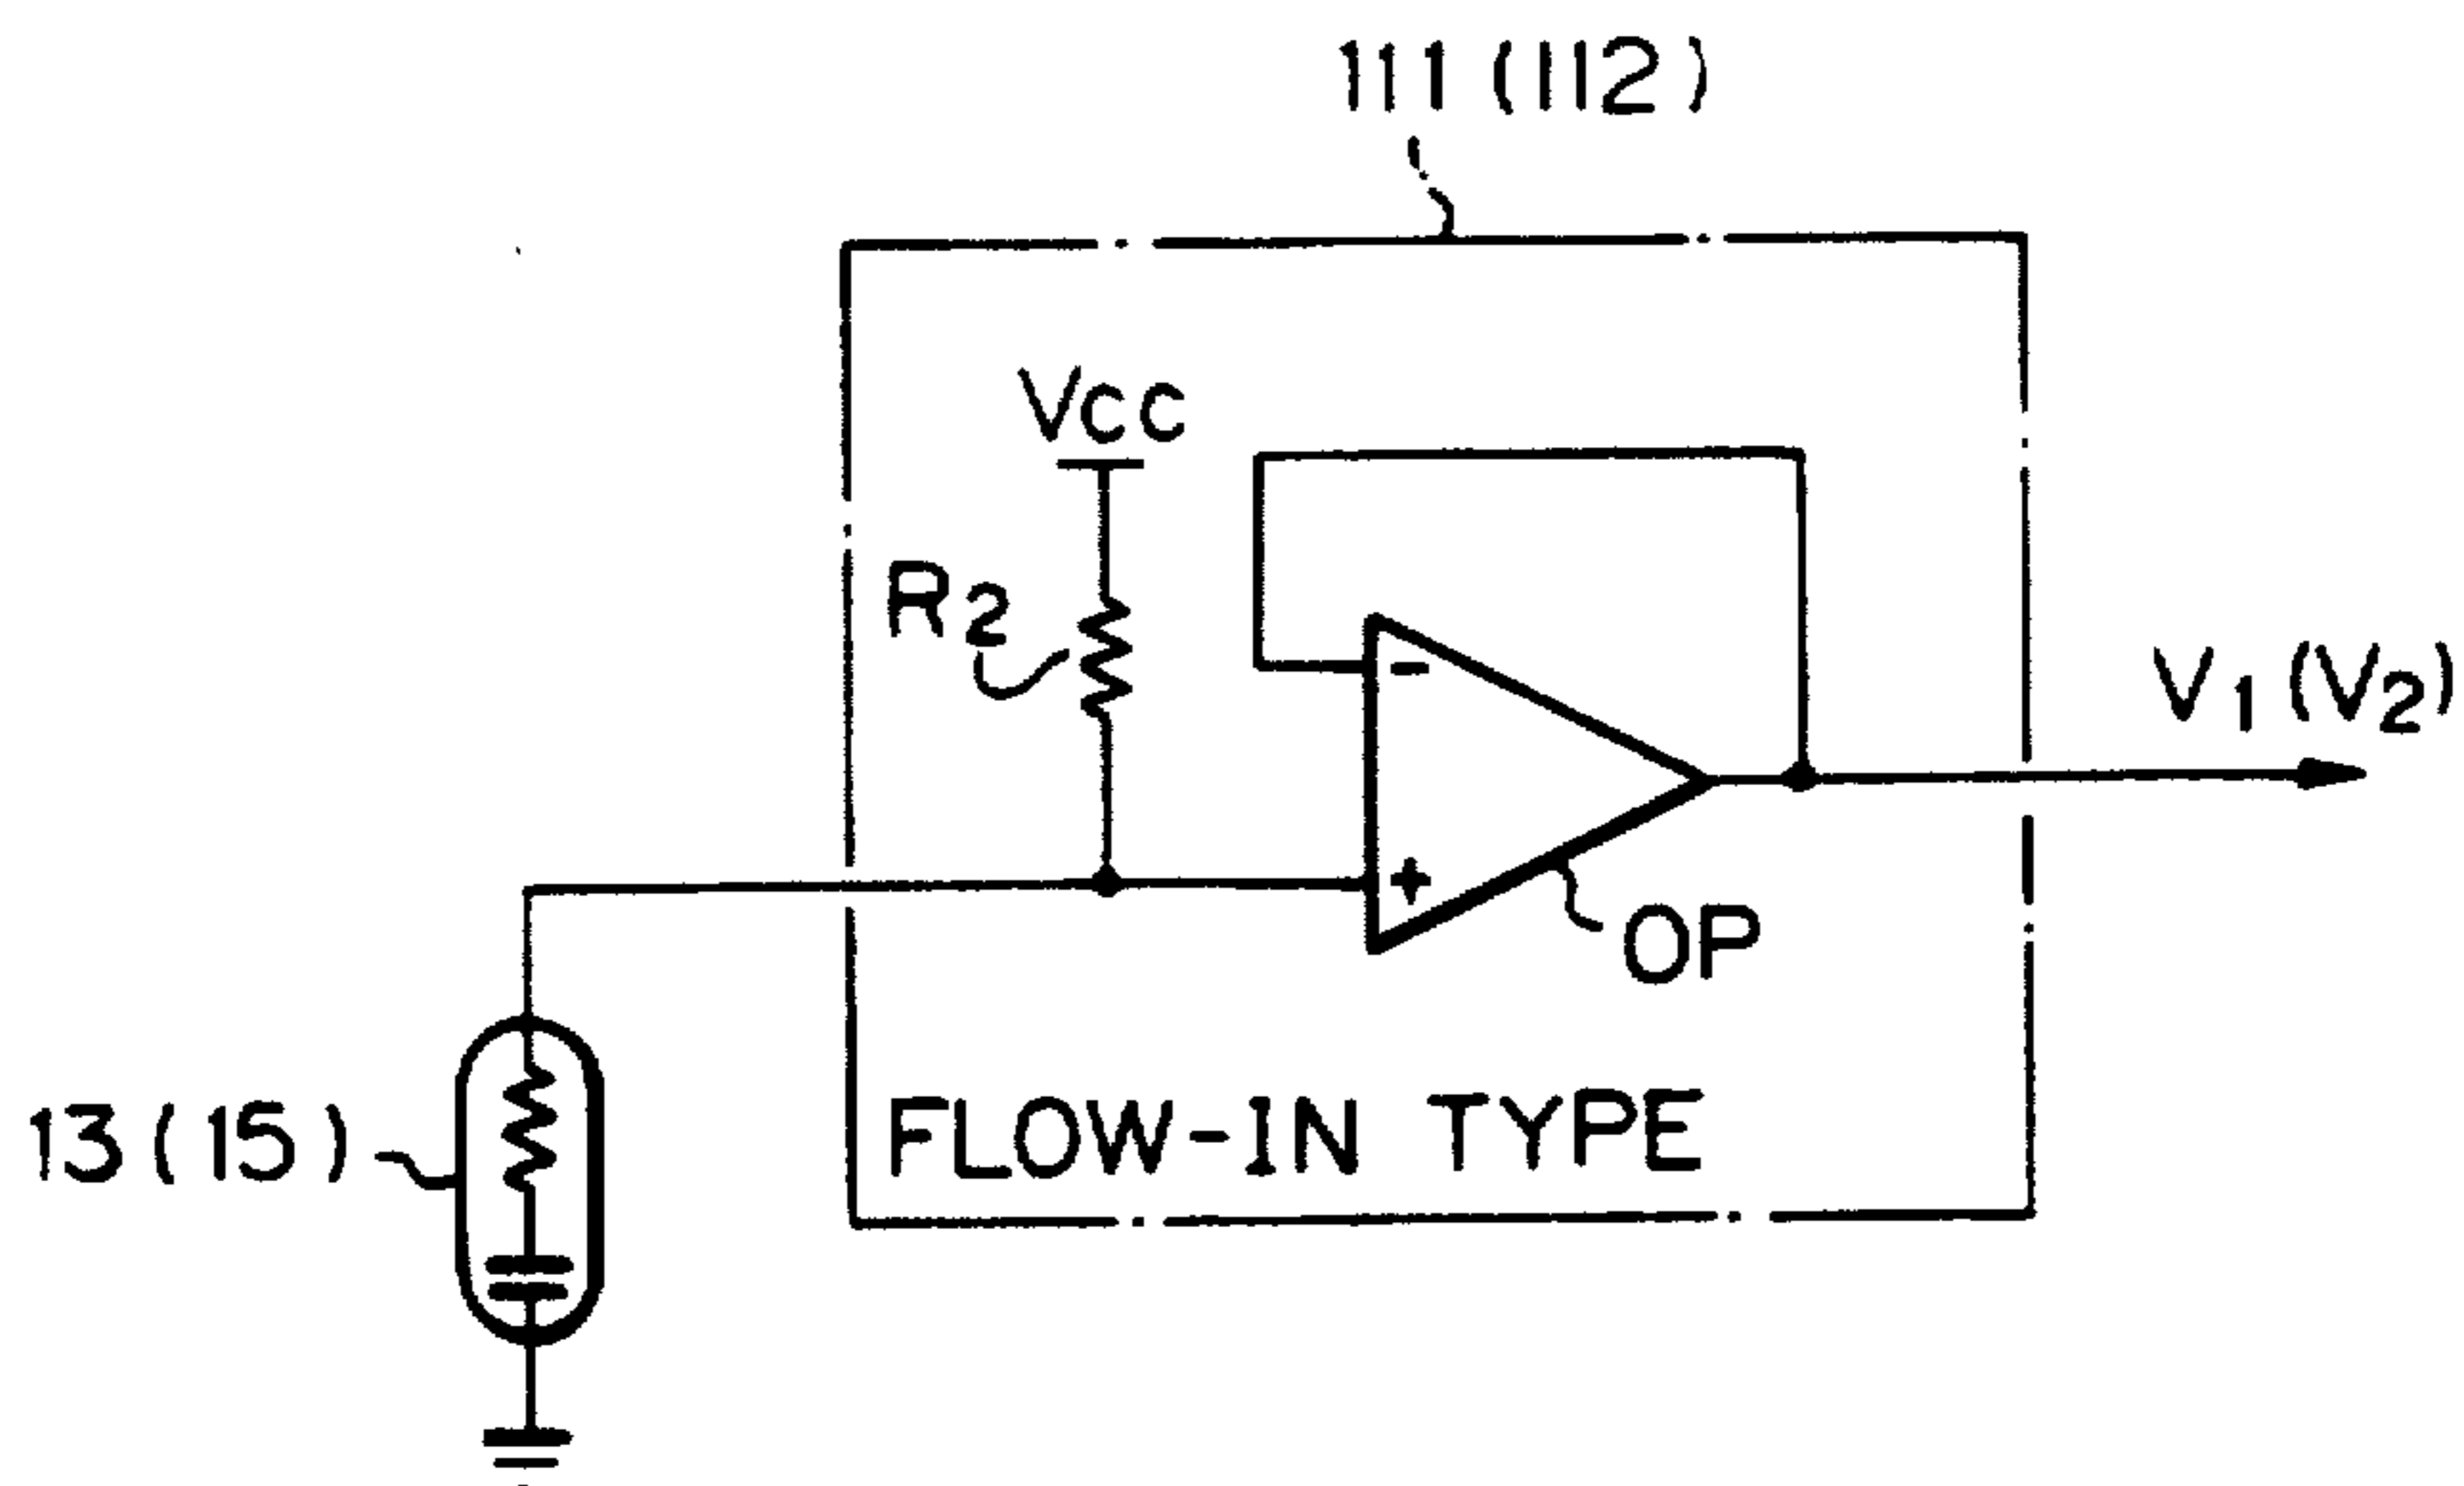 111 (112)
Vcc
R2
- 
V1 (V2)
+
OP
13 (15)
FLOW-IN TYPE